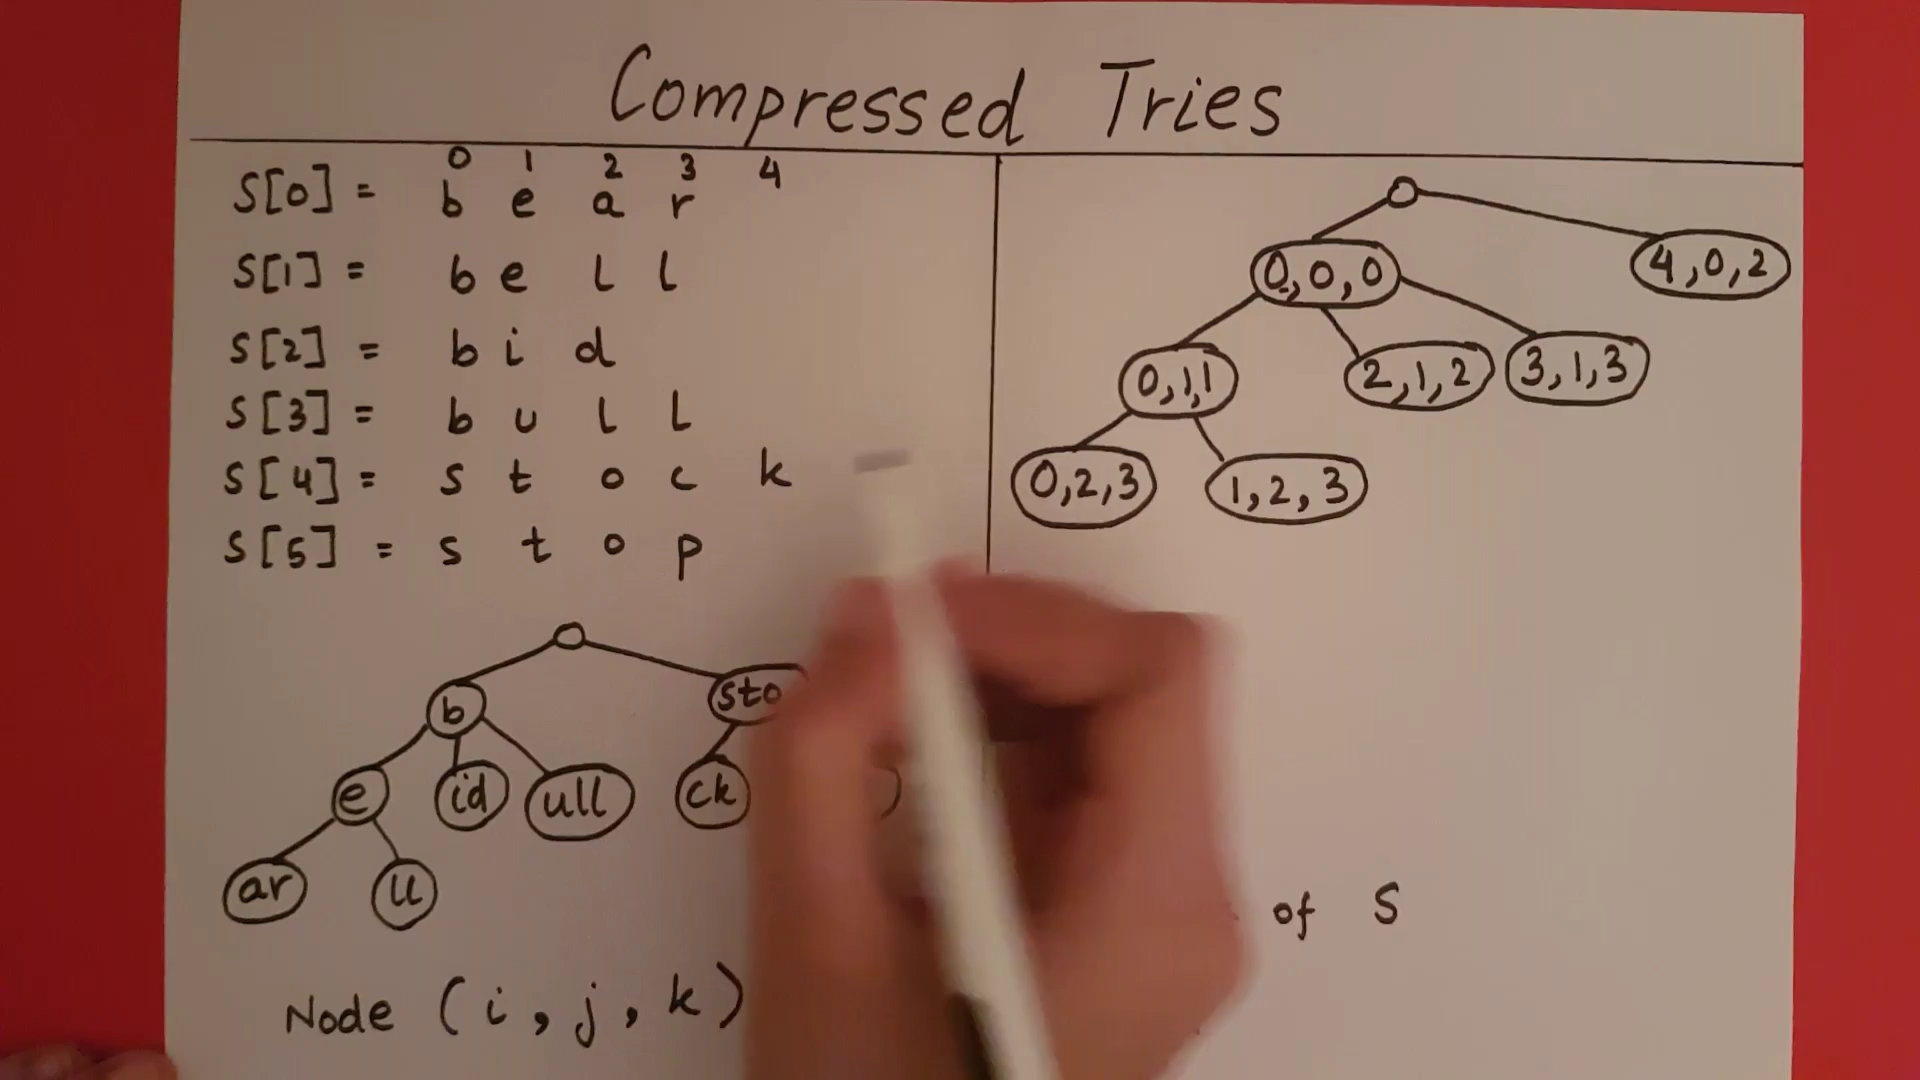 Compressed Tries
0 1 2 3 4
S[0] = b e a r
S[1] = b e l l
S[2] = b i d
S[3] = b u l l
S[4] = s t o c k
S[5] = s t o p
b sto
e id ull ck
ar ll
Node (i, j, k)
0,0,0 4,0,2
0,1,1 2,1,2 3,1,3
0,2,3 1,2,3
of S